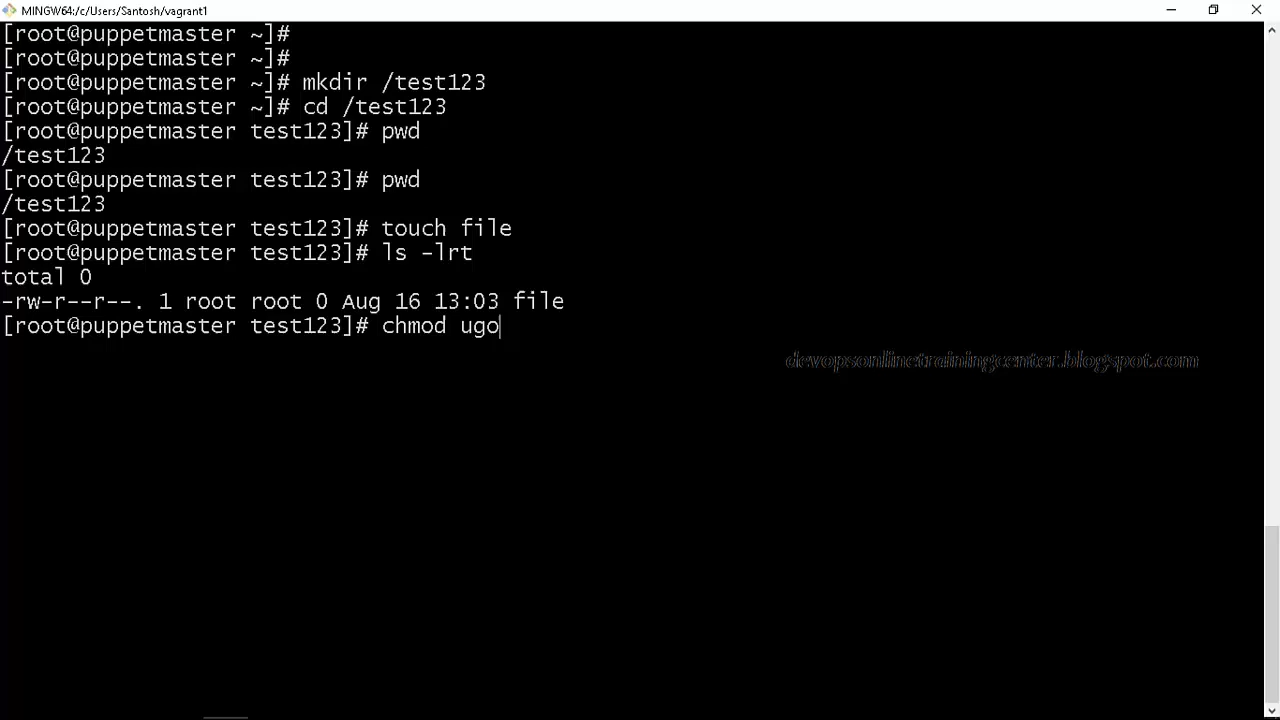 MINGW64:/c/Users/Santosh/vagrant1
[root@puppetmaster ~]#
[root@puppetmaster ~]#
[root@puppetmaster ~]# mkdir /test123
[root@puppetmaster ~]# cd /test123
[root@puppetmaster test123]# pwd
/test123
[root@puppetmaster test123]# pwd
/test123
[root@puppetmaster test123]# touch file
[root@puppetmaster test123]# ls -lrt
total 0
-rw-r--r--. 1 root root 0 Aug 16 13:03 file
[root@puppetmaster test123]# chmod ugo
devopsonlinetrainingcenter.blogspot.com